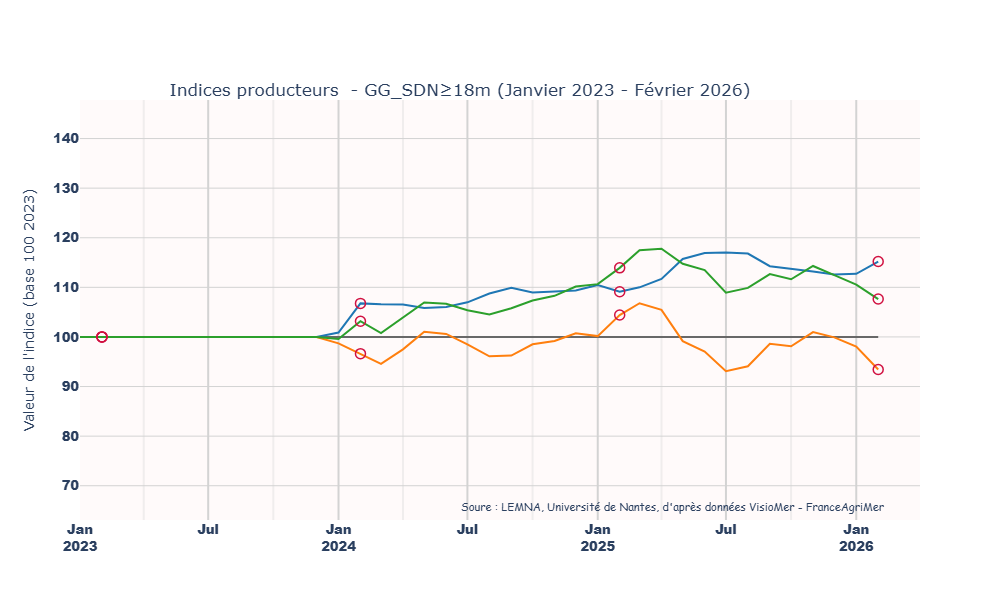 Indices producteurs - GG_SDN≥18m (Janvier 2023 - Février 2026)
Valeur de l'Indice (base 100 2023)
140
130
120
110
100
90
80
70
Soure : LEMNA, Université de Nantes, d'après données VisioMer - FranceAgriMer
Jan Jul Jan Jul Jan Jul Jan
2023 2024 2025 2026